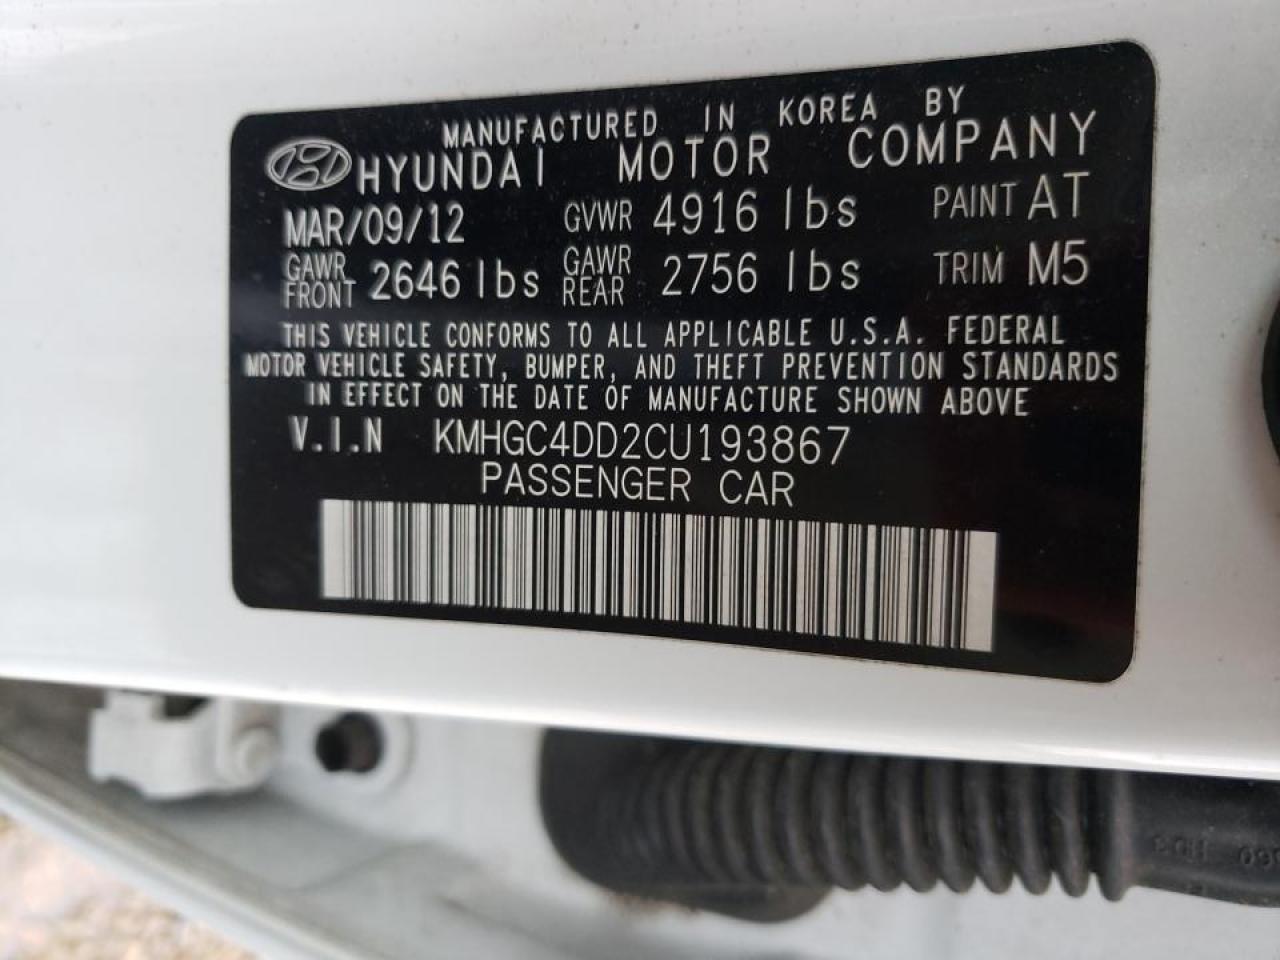 MANUFACTURED IN KOREA BY
HYUNDAI MOTOR COMPANY
MAR/09/12 GVWR 4916 lbs PAINT AT
GAWR FRONT 2646 lbs GAWR REAR 2756 lbs TRIM M5
THIS VEHICLE CONFORMS TO ALL APPLICABLE U.S.A. FEDERAL
MOTOR VEHICLE SAFETY, BUMPER, AND THEFT PREVENTION STANDARDS
IN EFFECT ON THE DATE OF MANUFACTURE SHOWN ABOVE
V.I.N KMHGC4DD2CU193867
PASSENGER CAR